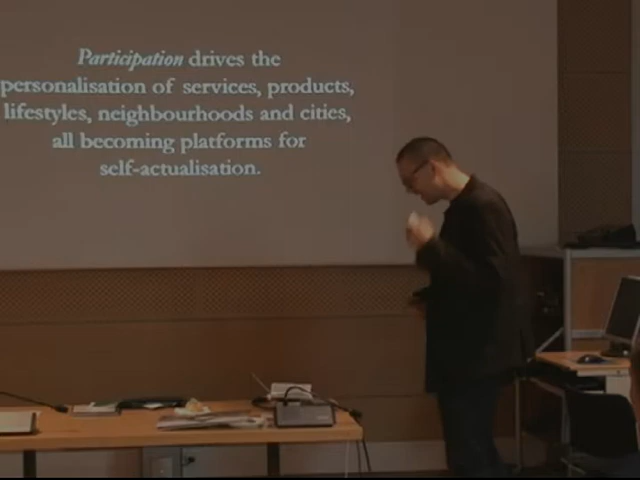 Participation drives the
personalisation of services, products,
lifestyles, neighbourhoods and cities,
all becoming platforms for
self-actualisation.